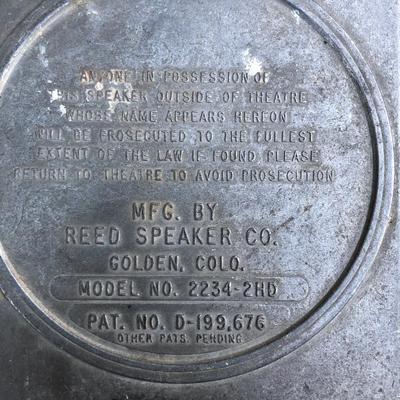 ANYONE IN POSSESSION OF
THIS SPEAKER OUTSIDE OF THEATRE
WHOSE NAME APPEARS HEREON
WILL BE PROSECUTED TO THE FULLEST
EXTENT OF THE LAW IF FOUND PLEASE
RETURN TO THEATRE TO AVOID PROSECUTION
MFG. BY
REED SPEAKER CO.
GOLDEN, COLO.
MODEL NO. 2234-2HD
PAT. NO. D-199,676
OTHER PATS. PENDING